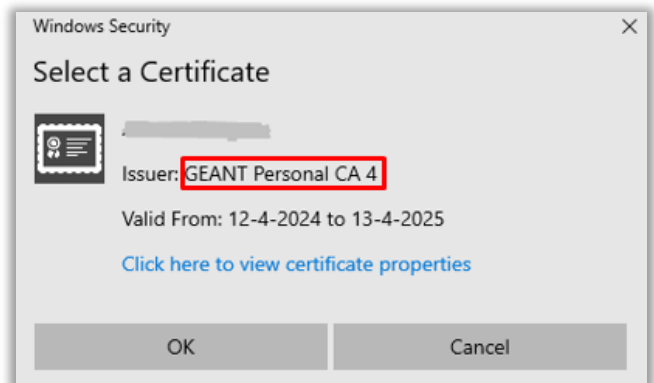 Windows Security
Select a Certificate
Issuer: GEANT Personal CA 4
Valid From: 12-4-2024 to 13-4-2025
Click here to view certificate properties
OK
Cancel